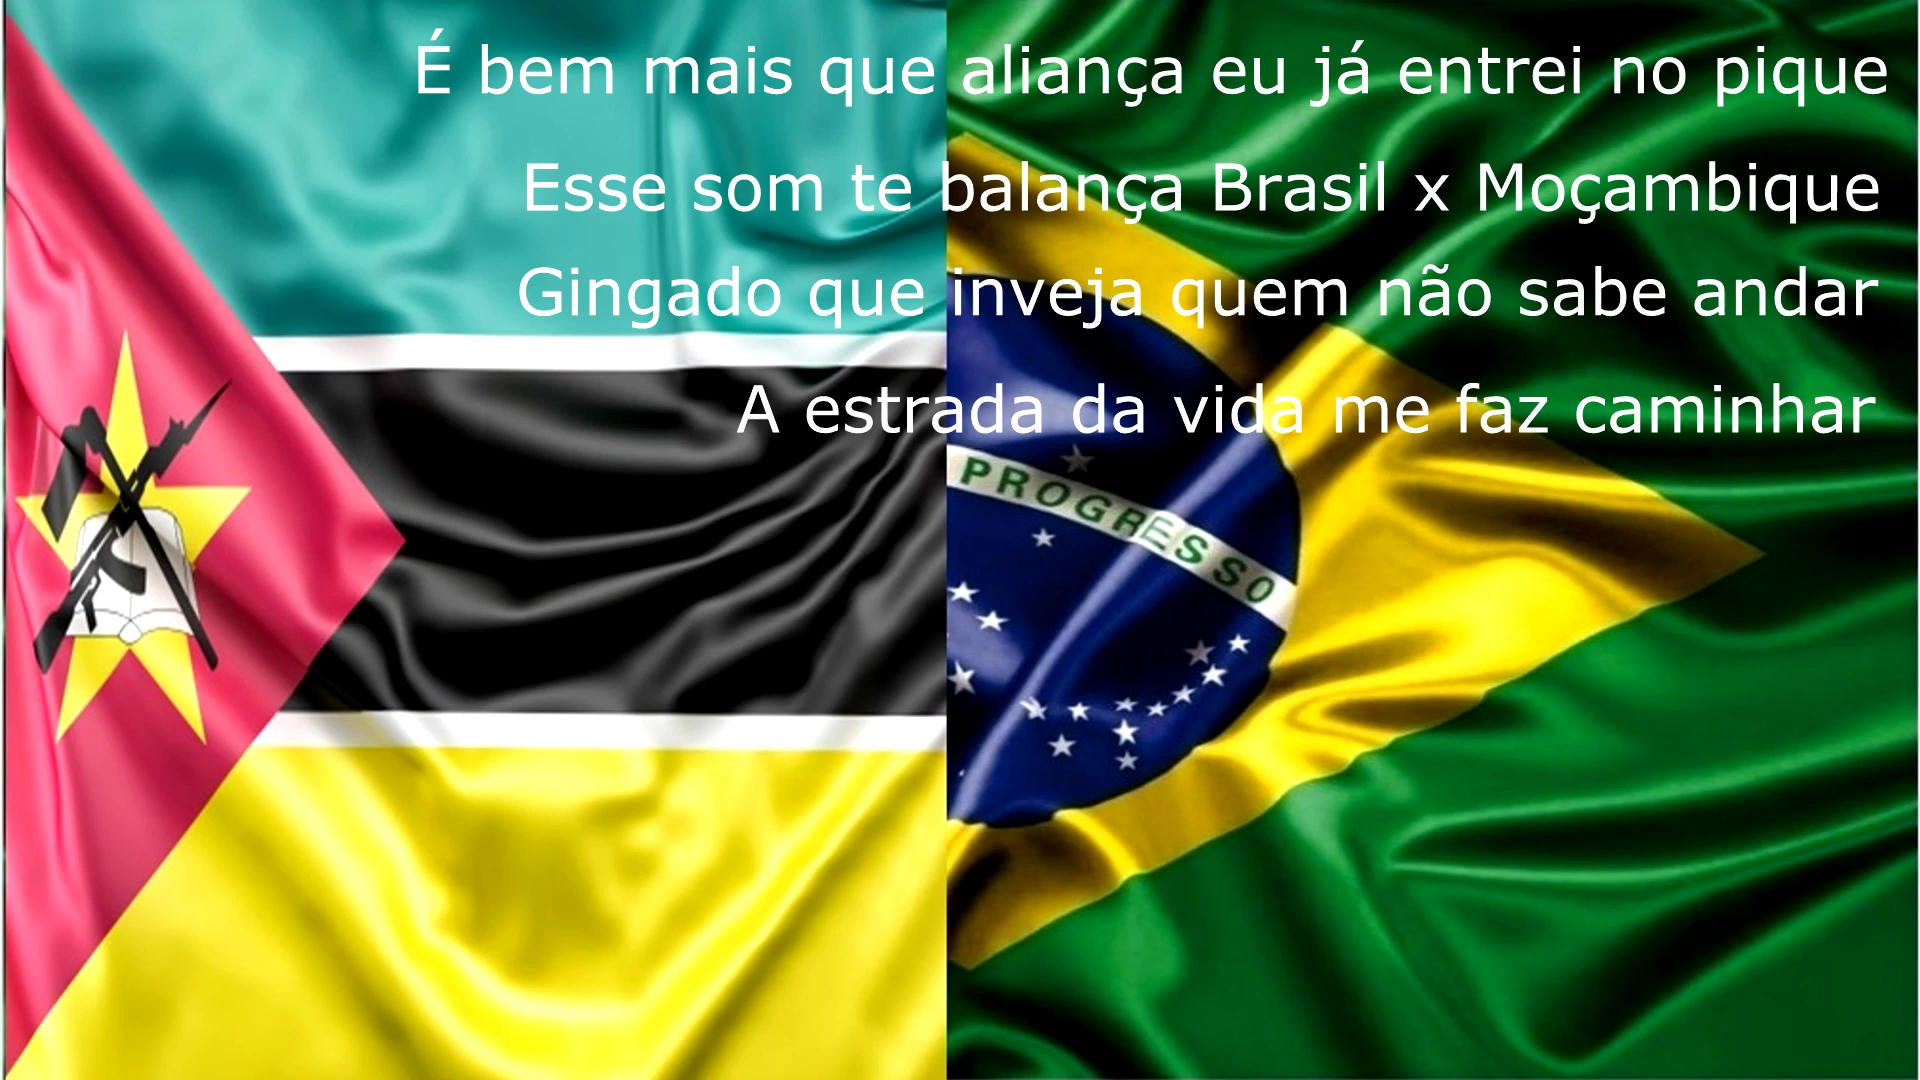 É bem mais que aliança eu já entrei no pique
Esse som te balança Brasil x Moçambique
Gingado que inveja quem não sabe andar
A estrada da vida me faz caminhar
PROGRESSO